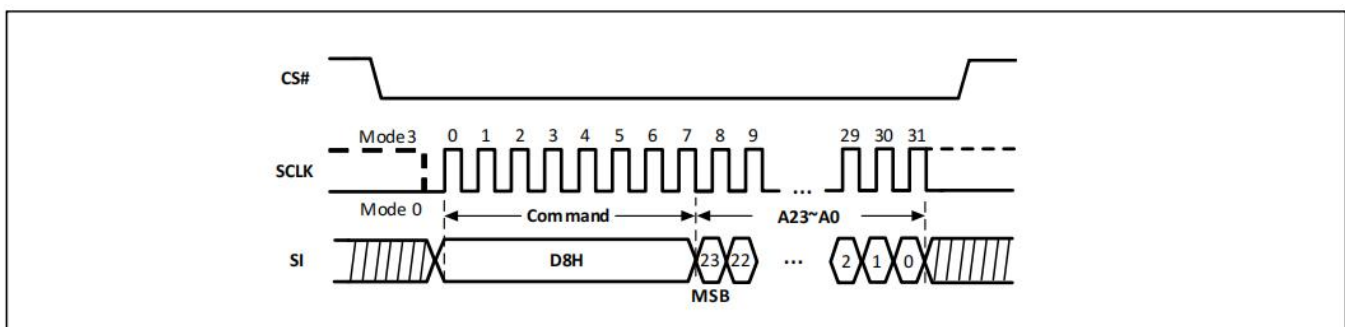 CS#
Mode 3 0 1 2 3 4 5 6 7 8 9 29 30 31
SCLK ...
Mode 0 Command A23~A0
SI D8H 23 22 ... 2 1 0
MSB